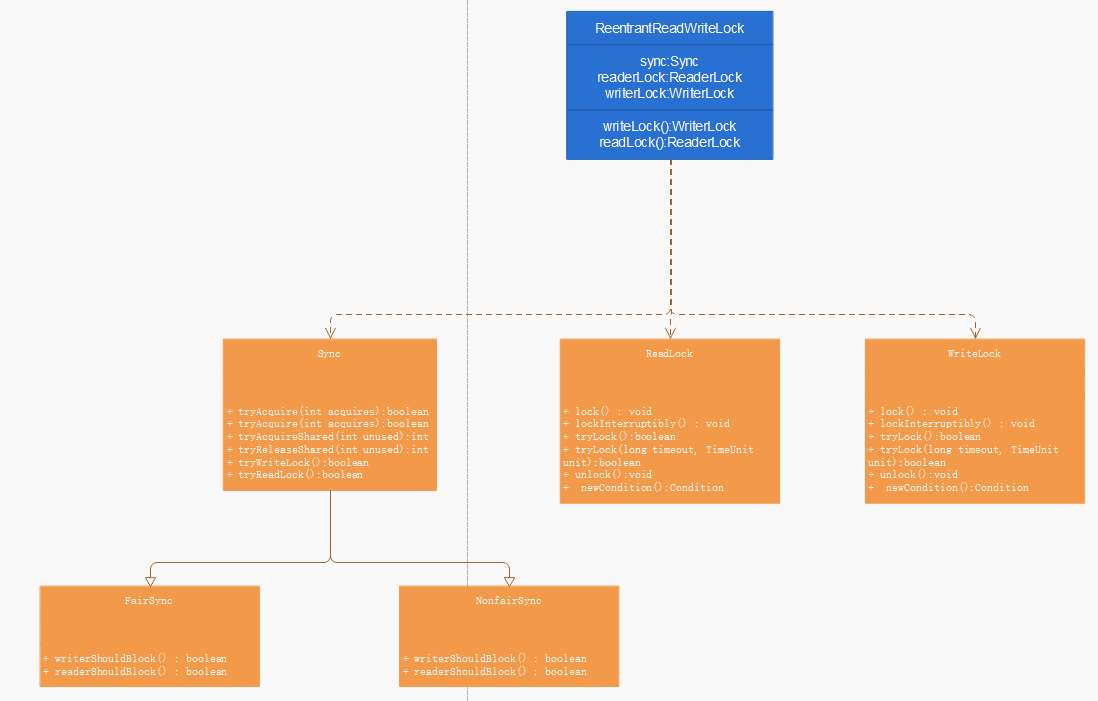 ReentrantReadWriteLock
sync:Sync
readerLock:ReaderLock
writerLock:WriterLock
writeLock():WriterLock
readLock():ReaderLock
Sync
+ tryAcquire(int acquires):boolean
+ tryAcquire(int acquires):boolean
+ tryAcquireShared(int unused):int
+ tryReleaseShared(int unused):int
+ tryWriteLock():boolean
+ tryReadLock():boolean
ReadLock
+ lock() : void
+ lockInterruptibly() : void
+ tryLock():boolean
+ tryLock(long timeout, TimeUnit
unit):boolean
+ unlock():void
+  newCondition():Condition
WriteLock
+ lock() : void
+ lockInterruptibly() : void
+ tryLock():boolean
+ tryLock(long timeout, TimeUnit
unit):boolean
+ unlock():void
+  newCondition():Condition
FairSync
+ writerShouldBlock() : boolean
+ readerShouldBlock() : boolean
NonfairSync
+ writerShouldBlock() : boolean
+ readerShouldBlock() : boolean